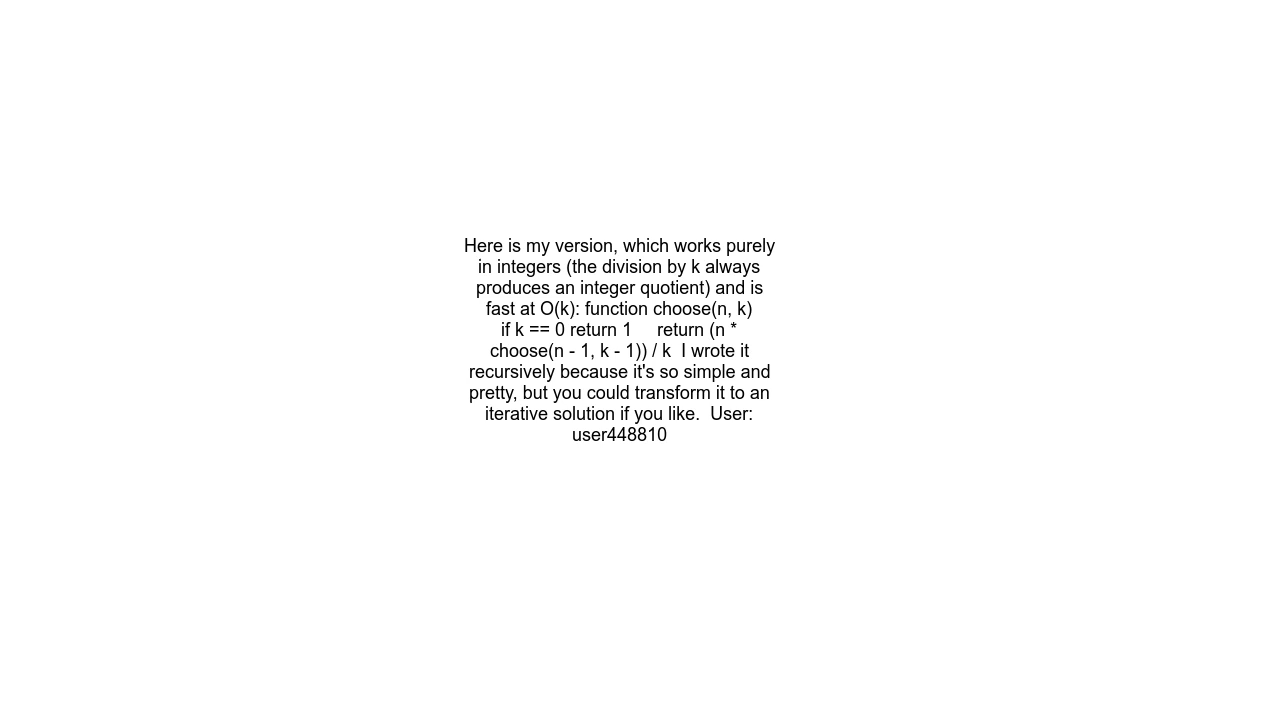 Here is my version, which works purely
in integers (the division by k always
produces an integer quotient) and is
fast at O(k): function choose(n, k)
if k == 0 return 1     return (n *
choose(n - 1, k - 1)) / k  I wrote it
recursively because it's so simple and
pretty, but you could transform it to an
iterative solution if you like.  User:
user448810